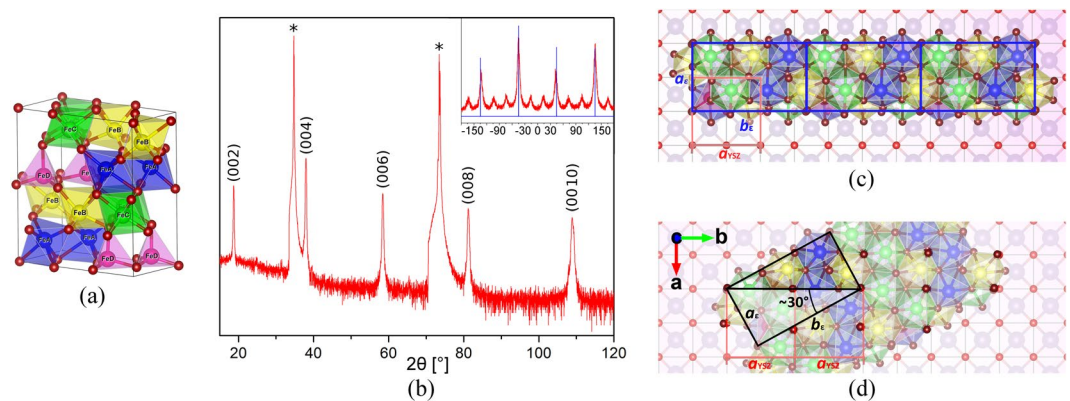 FeC
FeB
FeB
FeD
FeA
FeB
FeB
FeC
FeA
FeA
FeD
FeD
(a)
*
*
(002)
(004)
(006)
(008)
(0010)
-150
-90
-30 0 30
90
150
20
40
60
80
100
120
2θ [°]
(b)
aε
bε
aYSZ
(c)
b
a
~30°
aε
bε
aYSZ
aYSZ
(d)